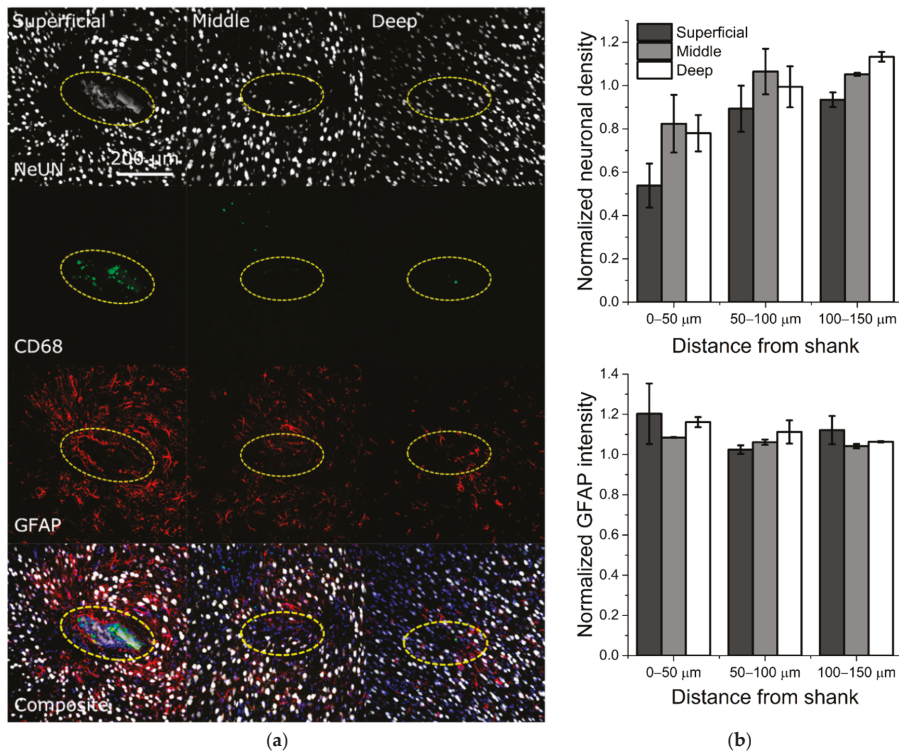 Superficial Middle Deep
NeUN
200 μm
CD68
GFAP
Composite
(a)
Normalized neuronal density
1.2
1.0
0.8
0.6
0.4
0.2
0.0
Superficial
Middle
Deep
0–50 μm 50–100 μm 100–150 μm
Distance from shank
Normalized GFAP intensity
1.4
1.2
1.0
0.8
0.6
0.4
0.2
0.0
0–50 μm 50–100 μm 100–150 μm
Distance from shank
(b)